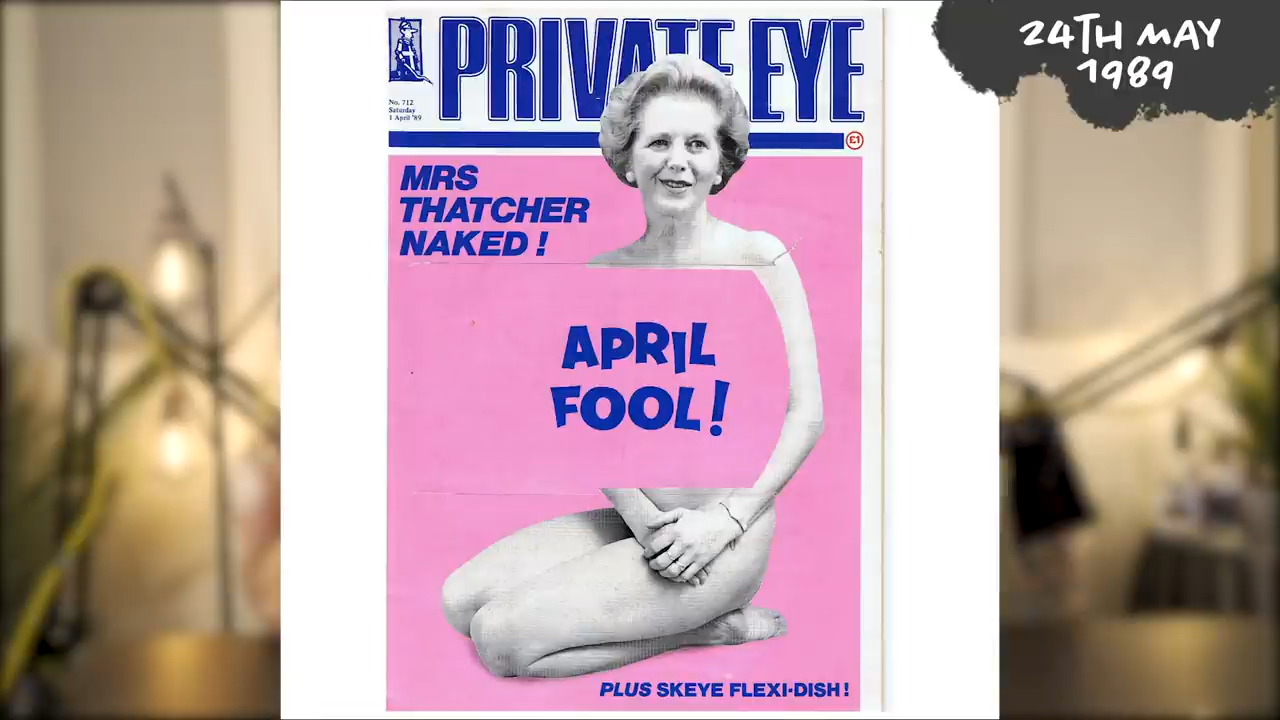 24TH MAY
1989
PRIVATE EYE
No. 712
Saturday
1 April '89
£1
MRS
THATCHER
NAKED !
APRIL
FOOL!
PLUS SKEYE FLEXI-DISH!